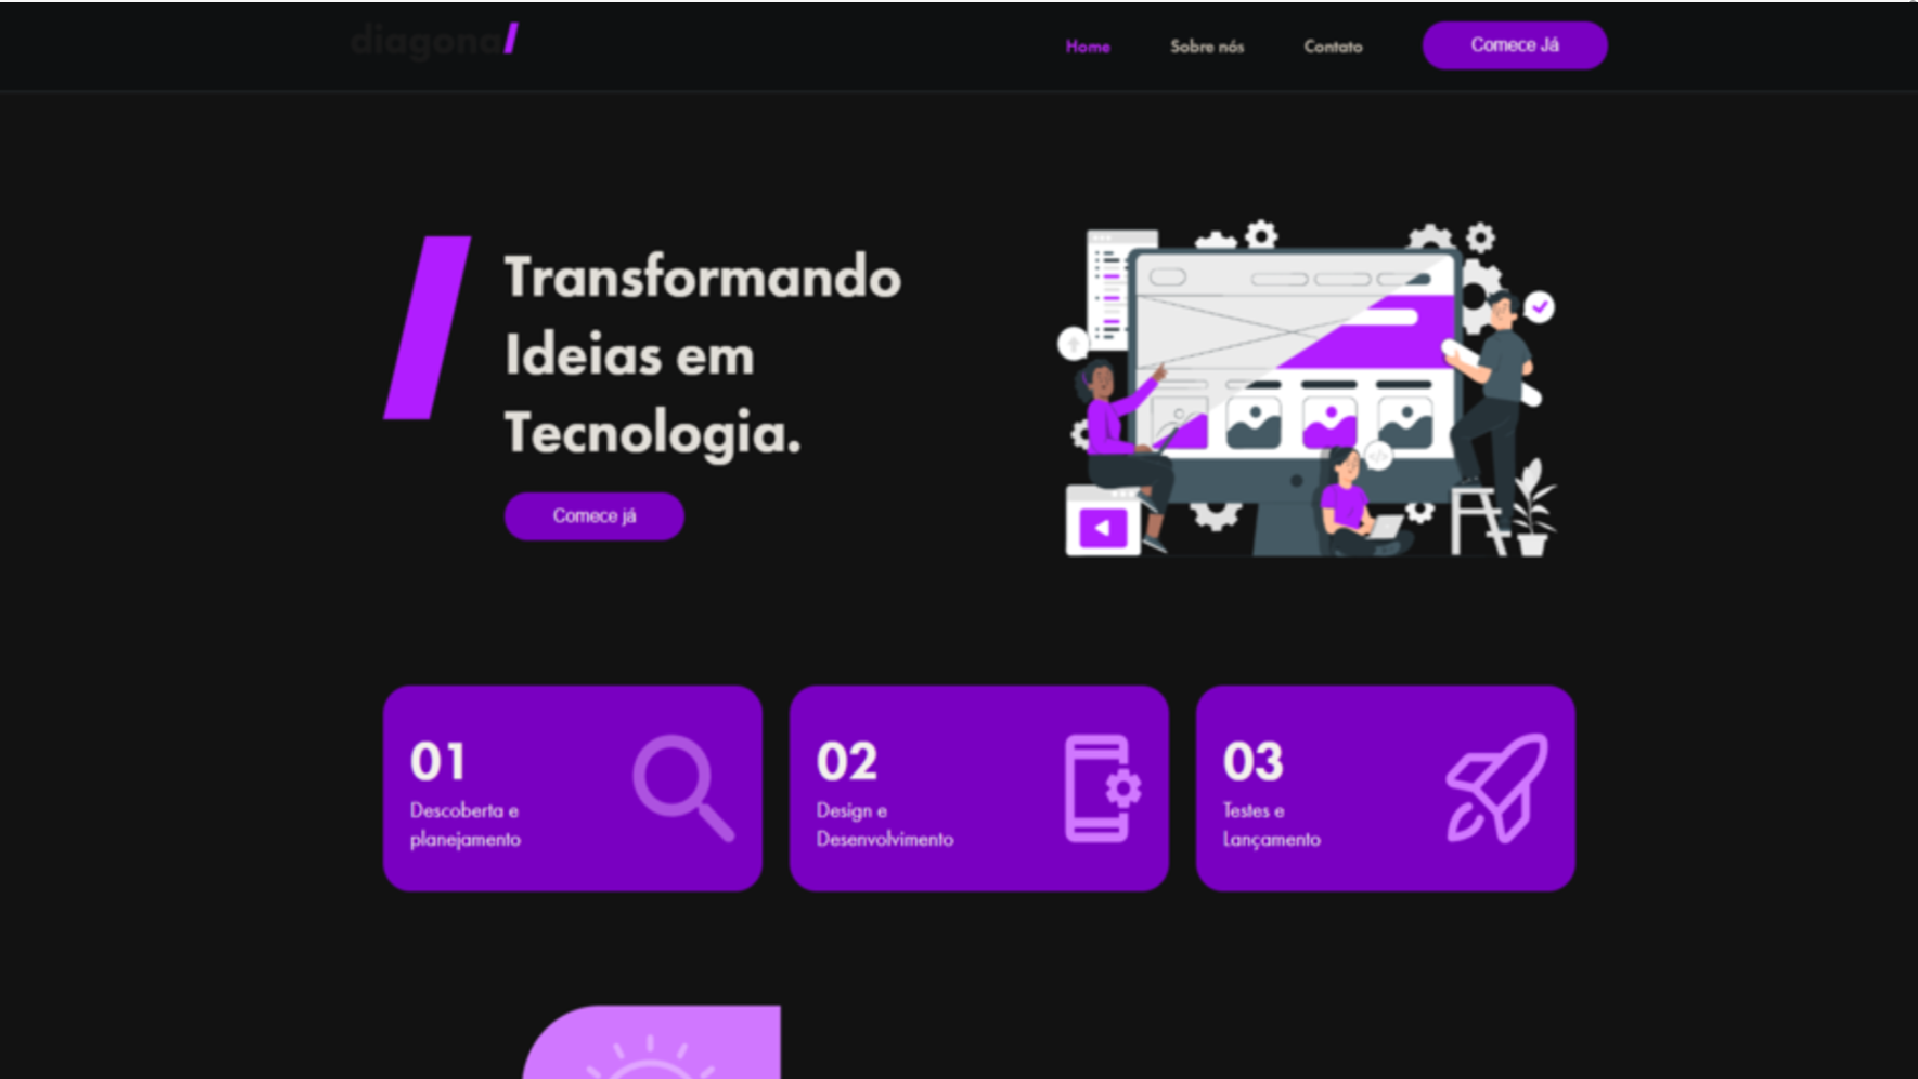 diagonal
Home
Sobre nós
Contato
Comece Já
Transformando
Ideias em
Tecnologia.
Comece já
01
Descoberta e
planejamento
02
Design e
Desenvolvimento
03
Testes e
Lançamento